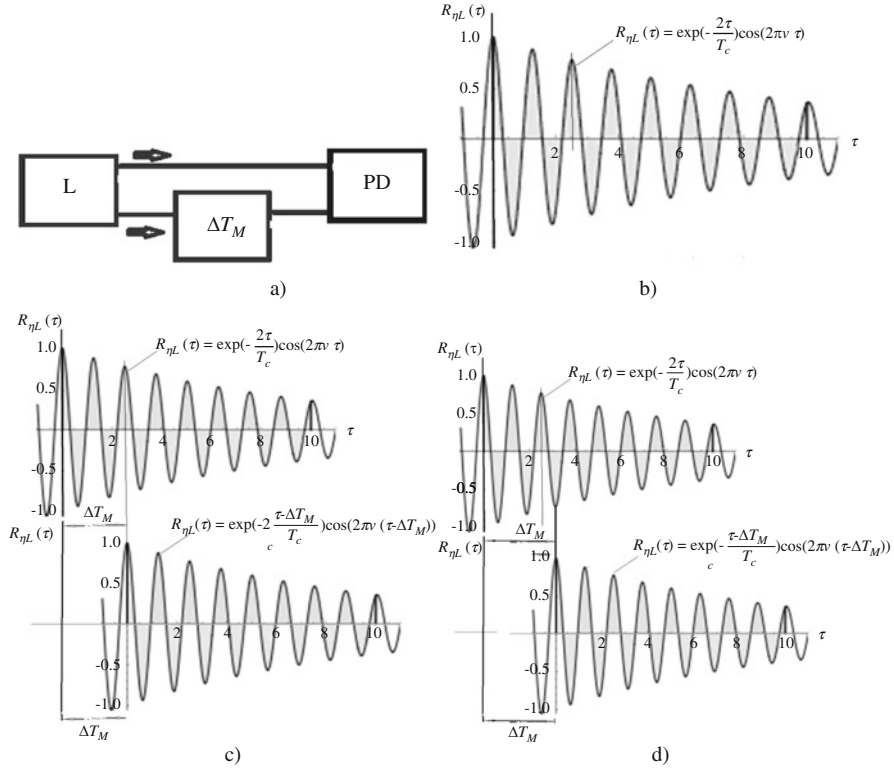 L
PD
ΔT_M
a)
R_ηL (τ)
R_ηL (τ) = exp(-2τ/T_c)cos(2πν τ)
1.0
0.5
-0.5
-1.0
2 4 6 8 10 τ
b)
R_ηL (τ)
R_ηL (τ) = exp(-2τ/T_c)cos(2πν τ)
1.0
0.5
-0.5
-1.0
2 4 6 8 10 τ
ΔT_M
R_ηL (τ)
R_ηL(τ) = exp(-2 τ-ΔT_M/T_c)cos(2πν (τ-ΔT_M))
c
1.0
0.5
-0.5
-1.0
2 4 6 8 10
ΔT_M
c)
R_ηL (τ)
R_ηL (τ) = exp(-2τ/T_c)cos(2πν τ)
1.0
0.5
-0.5
-1.0
2 4 6 8 10 τ
ΔT_M
R_ηL (τ)
R_ηL(τ) = exp(- τ-ΔT_M/T_c)cos(2πν (τ-ΔT_M))
c
1.0
0.5
-0.5
-1.0
2 4 6 8 10 τ
ΔT_M
d)